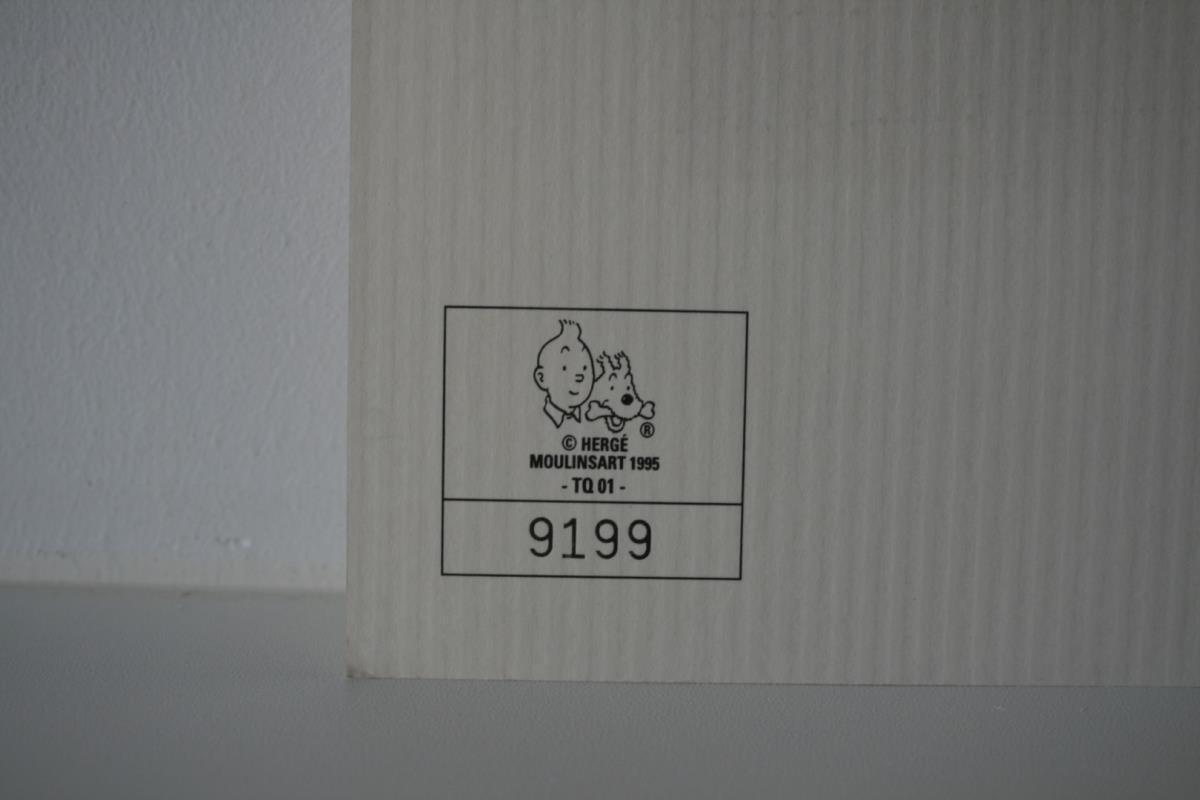 ®
© HERGÉ
MOULINSART 1995
- TQ 01 -
9199